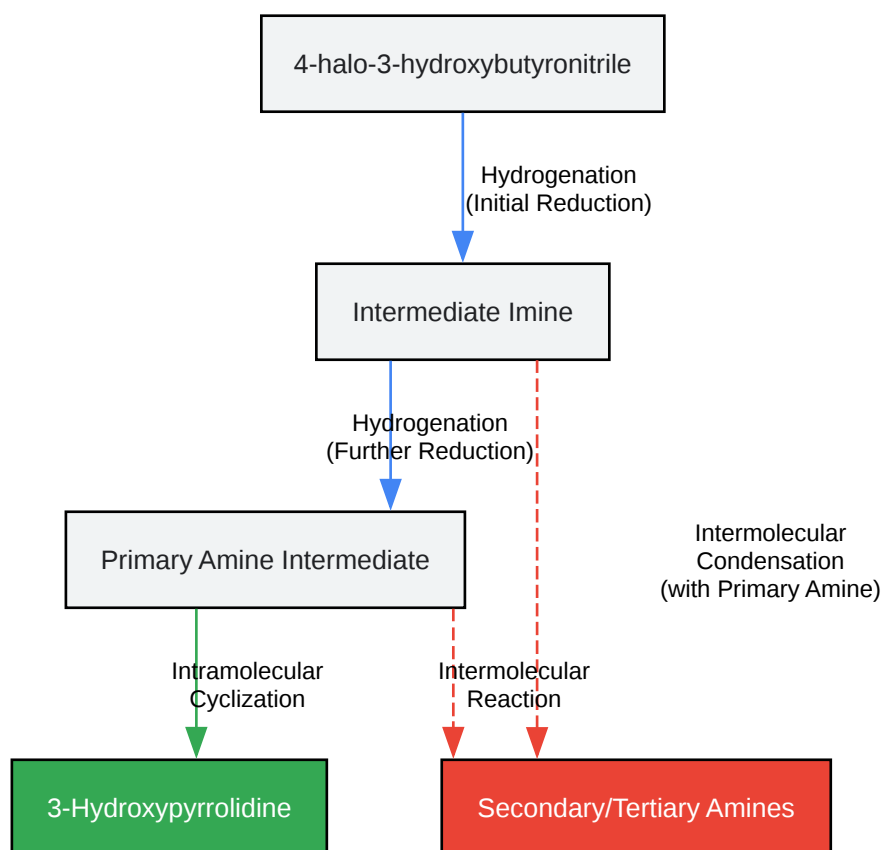 4-halo-3-hydroxybutyronitrile
Hydrogenation
(Initial Reduction)
Intermediate Imine
Hydrogenation
(Further Reduction)
Primary Amine Intermediate
Intermolecular
Condensation
(with Primary Amine)
Intramolecular
Cyclization
Intermolecular
Reaction
3-Hydroxypyrrolidine
Secondary/Tertiary Amines